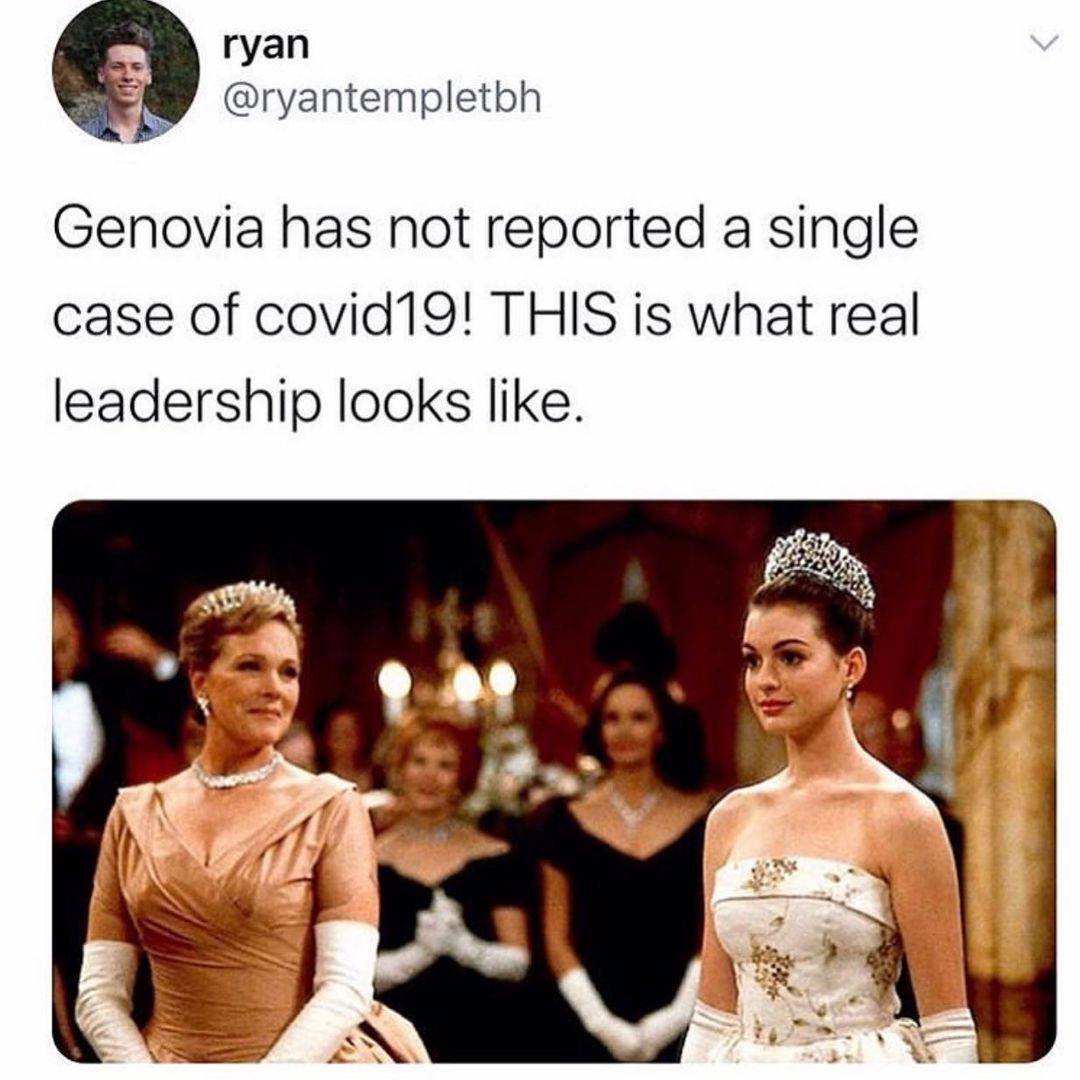 ryan
@ryantempletbh
Genovia has not reported a single
case of covid19! THIS is what real
leadership looks like.